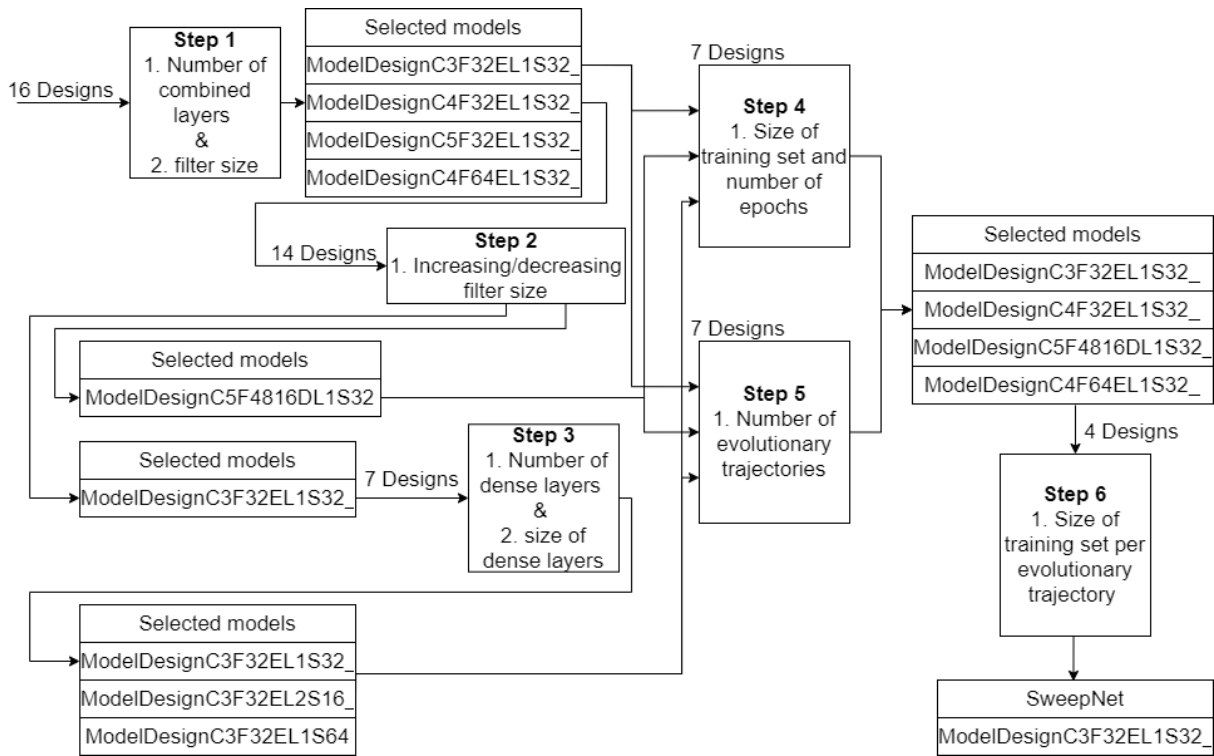 16 Designs
Step 1
1. Number of
combined
layers
&
2. filter size
Selected models
ModelDesignC3F32EL1S32_
ModelDesignC4F32EL1S32_
ModelDesignC5F32EL1S32_
ModelDesignC4F64EL1S32_
14 Designs
Step 2
1. Increasing/decreasing
filter size
Selected models
ModelDesignC5F4816DL1S32
Selected models
ModelDesignC3F32EL1S32_
7 Designs
Step 3
1. Number of
dense layers
&
2. size of
dense layers
Selected models
ModelDesignC3F32EL1S32_
ModelDesignC3F32EL2S16_
ModelDesignC3F32EL1S64
7 Designs
Step 4
1. Size of
training set and
number of
epochs
7 Designs
Step 5
1. Number of
evolutionary
trajectories
Selected models
ModelDesignC3F32EL1S32_
ModelDesignC4F32EL1S32_
ModelDesignC5F4816DL1S32_
ModelDesignC4F64EL1S32_
4 Designs
Step 6
1. Size of
training set per
evolutionary
trajectory
SweepNet
ModelDesignC3F32EL1S32_